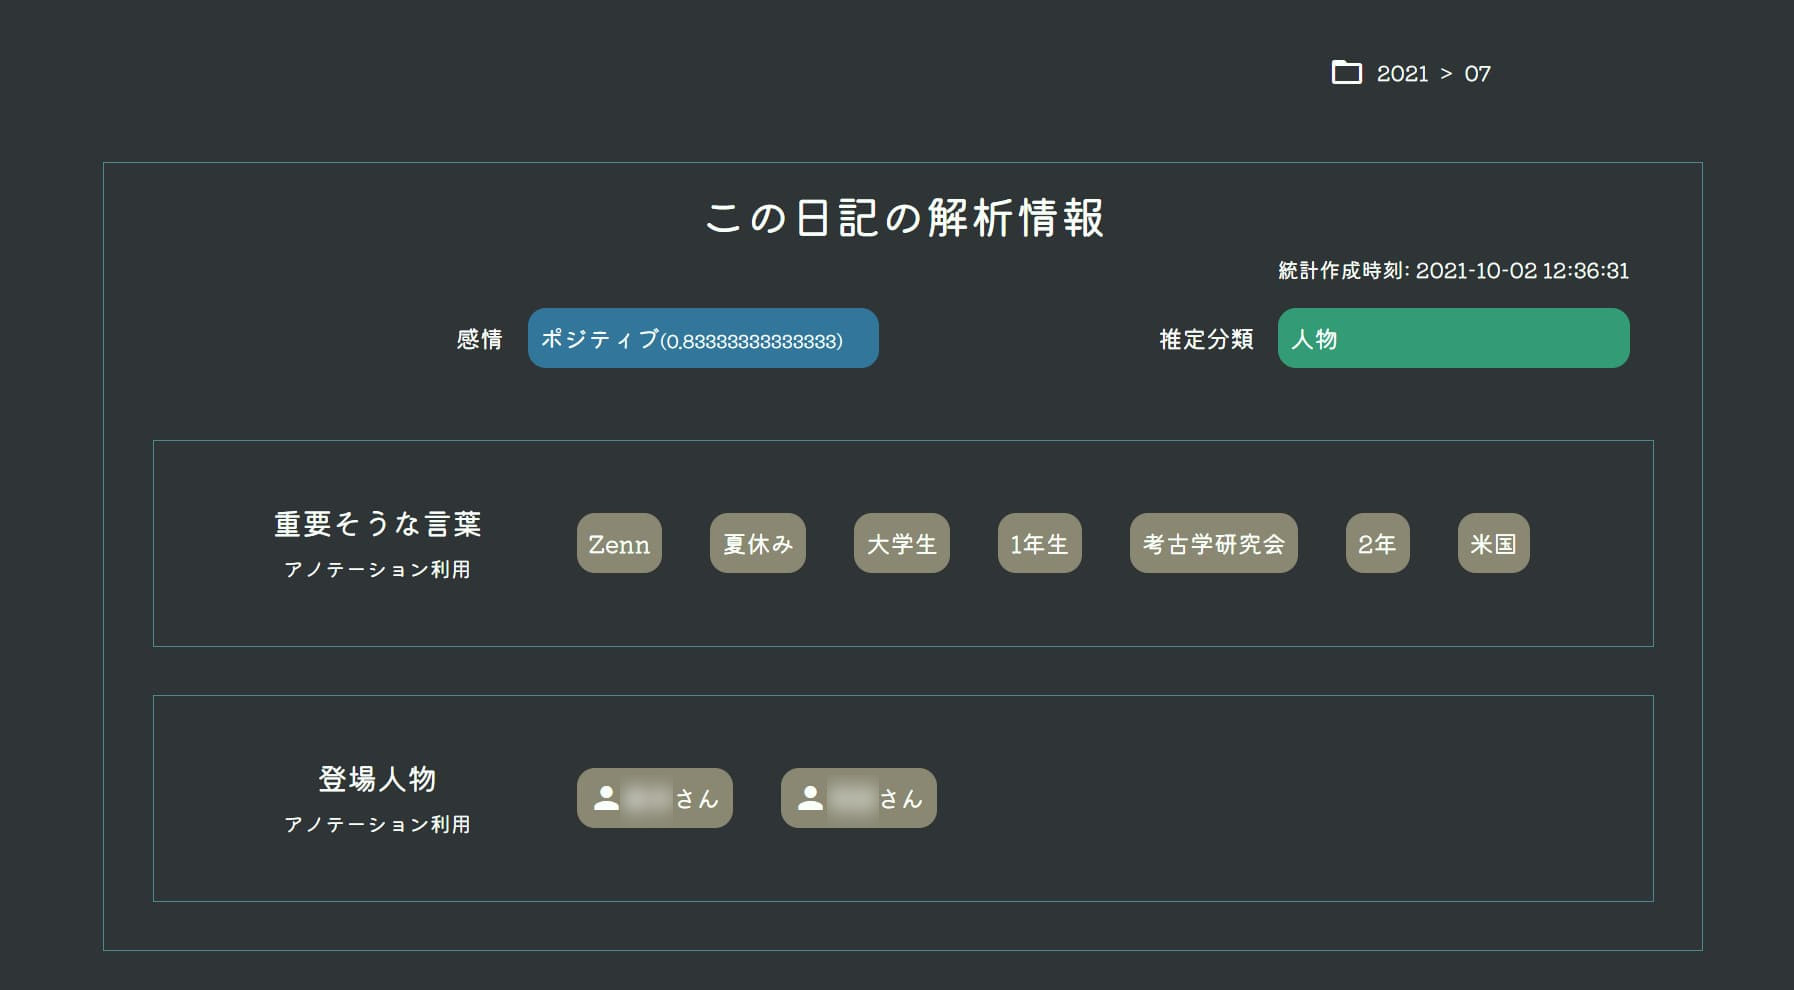 2021 > 07
この日記の解析情報
統計作成時刻: 2021-10-02 12:36:31
感情 ポジティブ(0.83333333333333) 推定分類 人物
重要そうな言葉
アノテーション利用
Zenn 夏休み 大学生 1年生 考古学研究会 2年 米国
登場人物
アノテーション利用
さん さん